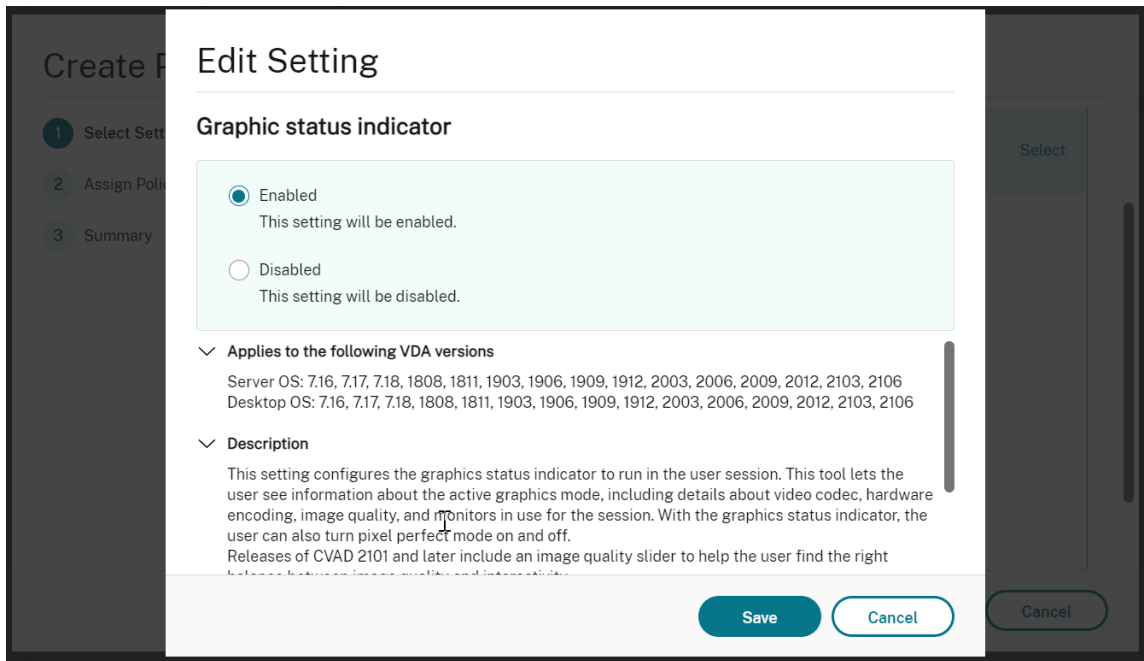 Create P
Edit Setting
1 Select Sett
2 Assign Poli
3 Summary
Graphic status indicator
Select
Enabled
This setting will be enabled.
Disabled
This setting will be disabled.
Applies to the following VDA versions
Server OS: 7.16, 7.17, 7.18, 1808, 1811, 1903, 1906, 1909, 1912, 2003, 2006, 2009, 2012, 2103, 2106
Desktop OS: 7.16, 7.17, 7.18, 1808, 1811, 1903, 1906, 1909, 1912, 2003, 2006, 2009, 2012, 2103, 2106
Description
This setting configures the graphics status indicator to run in the user session. This tool lets the
user see information about the active graphics mode, including details about video codec, hardware
encoding, image quality, and monitors in use for the session. With the graphics status indicator, the
user can also turn pixel perfect mode on and off.
Releases of CVAD 2101 and later include an image quality slider to help the user find the right
balance between image quality and interactivity.
Save
Cancel
Cancel